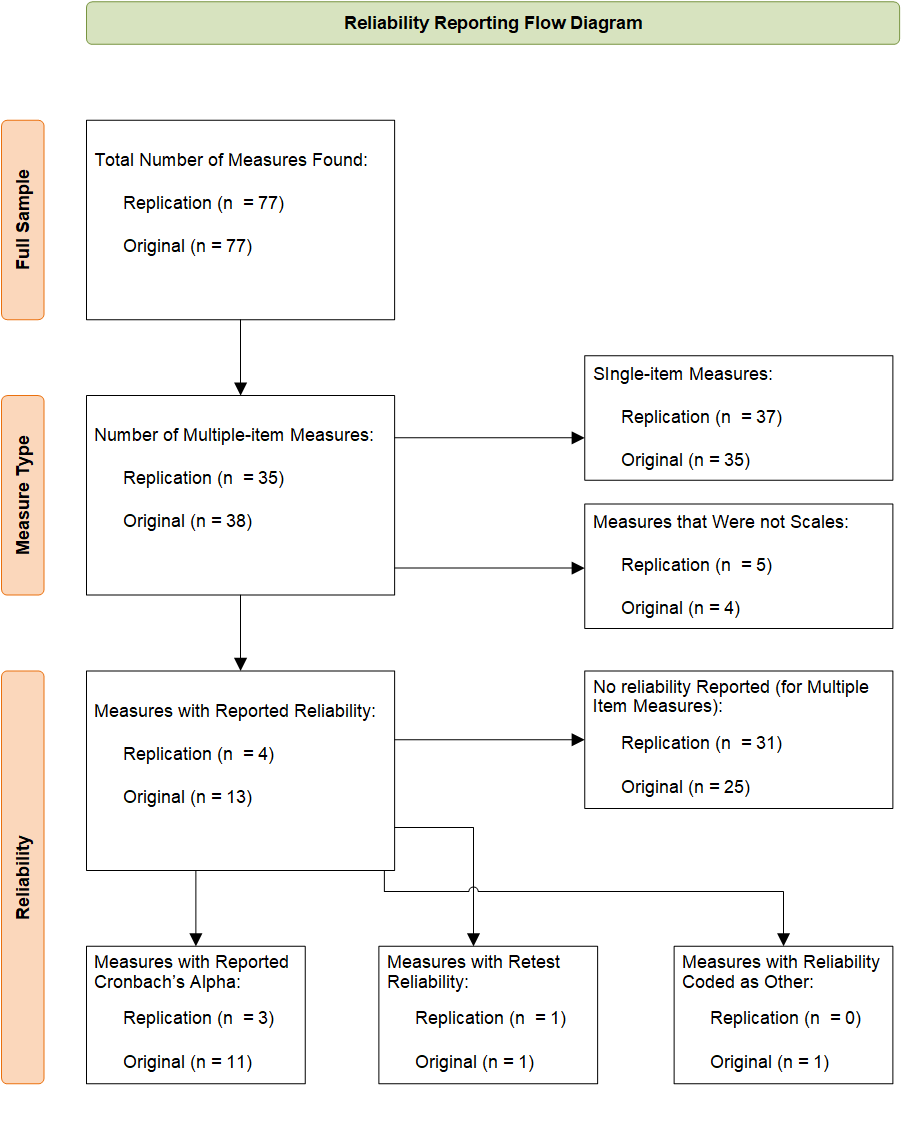 Reliability Reporting Flow Diagram
Full Sample
Total Number of Measures Found:
Replication (n  = 77)
Original (n = 77)
Measure Type
Number of Multiple-item Measures:
Replication (n  = 35)
Original (n = 38)
SIngle-item Measures:
Replication (n  = 37)
Original (n = 35)
Measures that Were not Scales:
Replication (n  = 5)
Original (n = 4)
Reliability
Measures with Reported Reliability:
Replication (n  = 4)
Original (n = 13)
No reliability Reported (for Multiple
Item Measures):
Replication (n  = 31)
Original (n = 25)
Measures with Reported
Cronbach’s Alpha:
Replication (n  = 3)
Original (n = 11)
Measures with Retest
Reliability:
Replication (n  = 1)
Original (n = 1)
Measures with Reliability
Coded as Other:
Replication (n  = 0)
Original (n = 1)